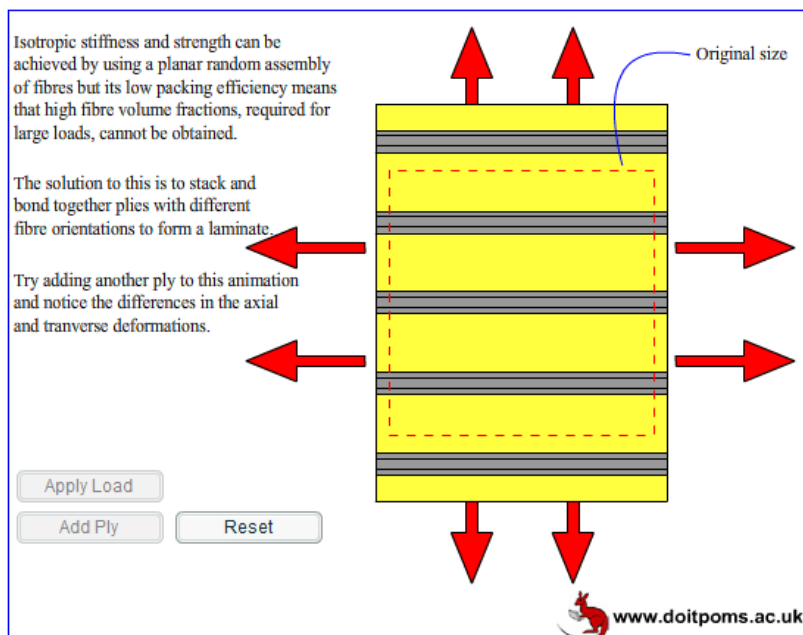 Isotropic stiffness and strength can be
achieved by using a planar random assembly
of fibres but its low packing efficiency means
that high fibre volume fractions, required for
large loads, cannot be obtained.
The solution to this is to stack and
bond together plies with different
fibre orientations to form a laminate.
Try adding another ply to this animation
and notice the differences in the axial
and tranverse deformations.
Original size
Apply Load
Add Ply
Reset
www.doitpoms.ac.uk